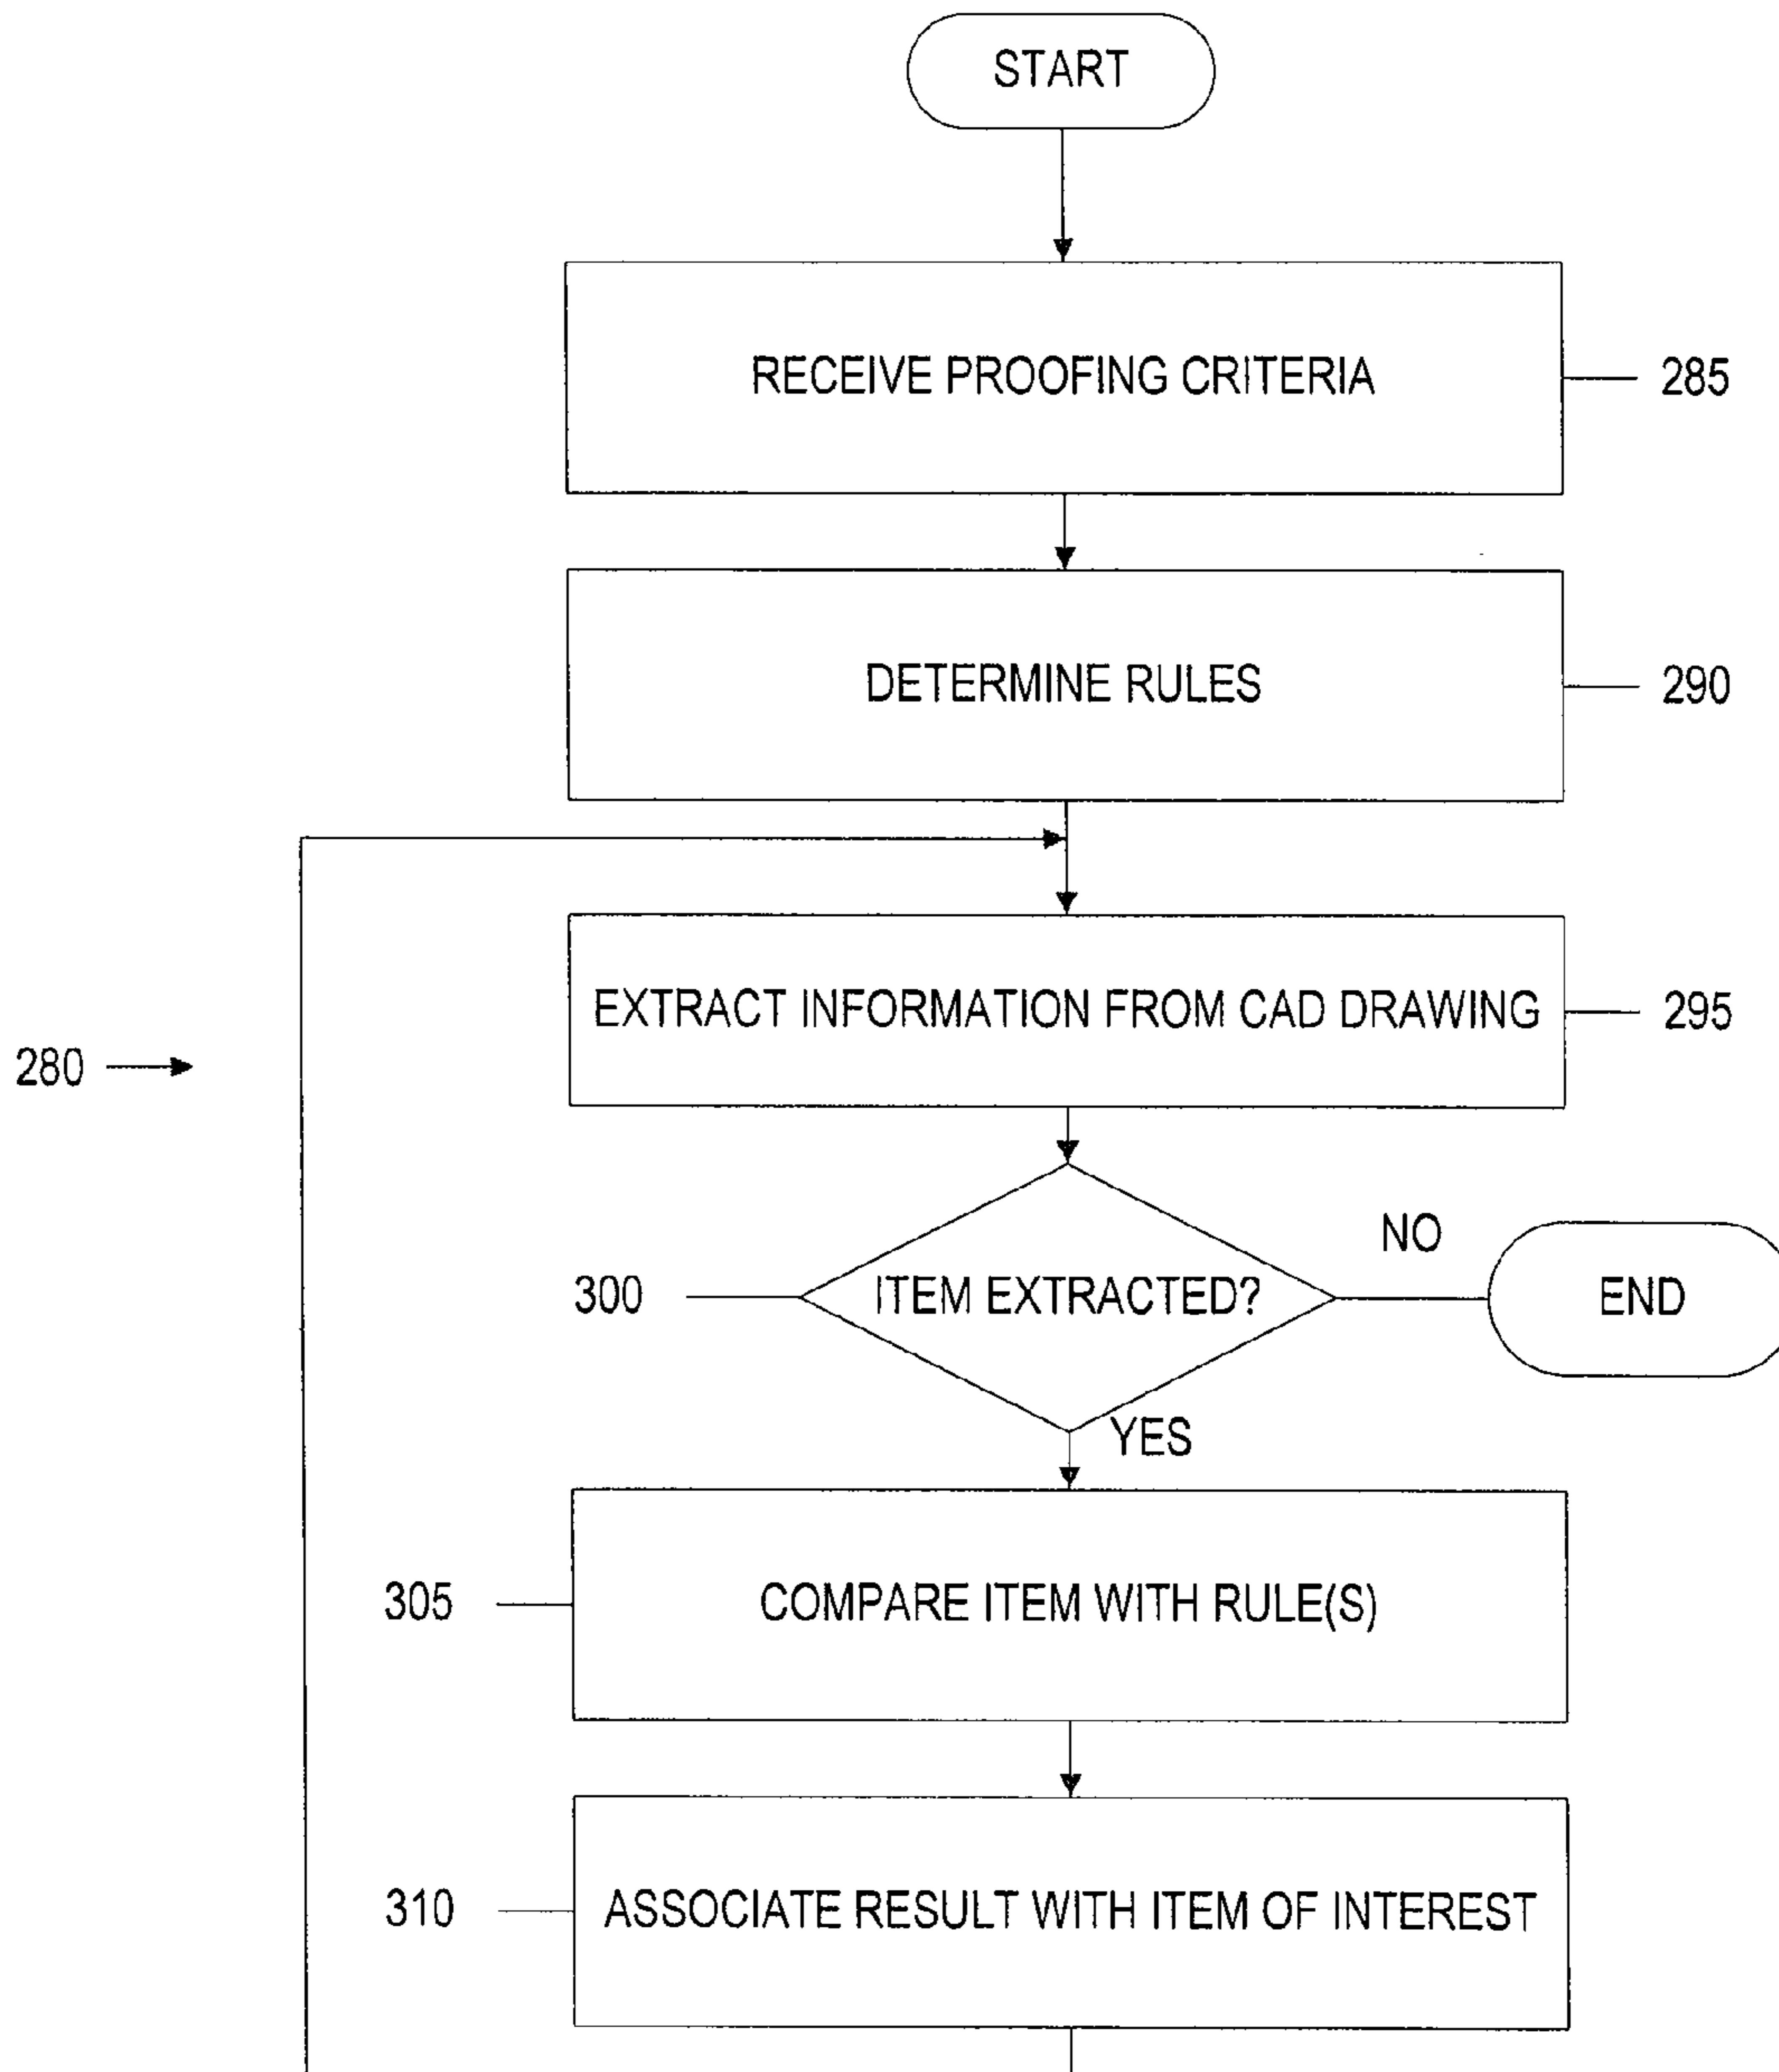 START
RECEIVE PROOFING CRITERIA
285
DETERMINE RULES
290
EXTRACT INFORMATION FROM CAD DRAWING
295
280
NO
300
ITEM EXTRACTED?
END
YES
305
COMPARE ITEM WITH RULE(S)
310
ASSOCIATE RESULT WITH ITEM OF INTEREST